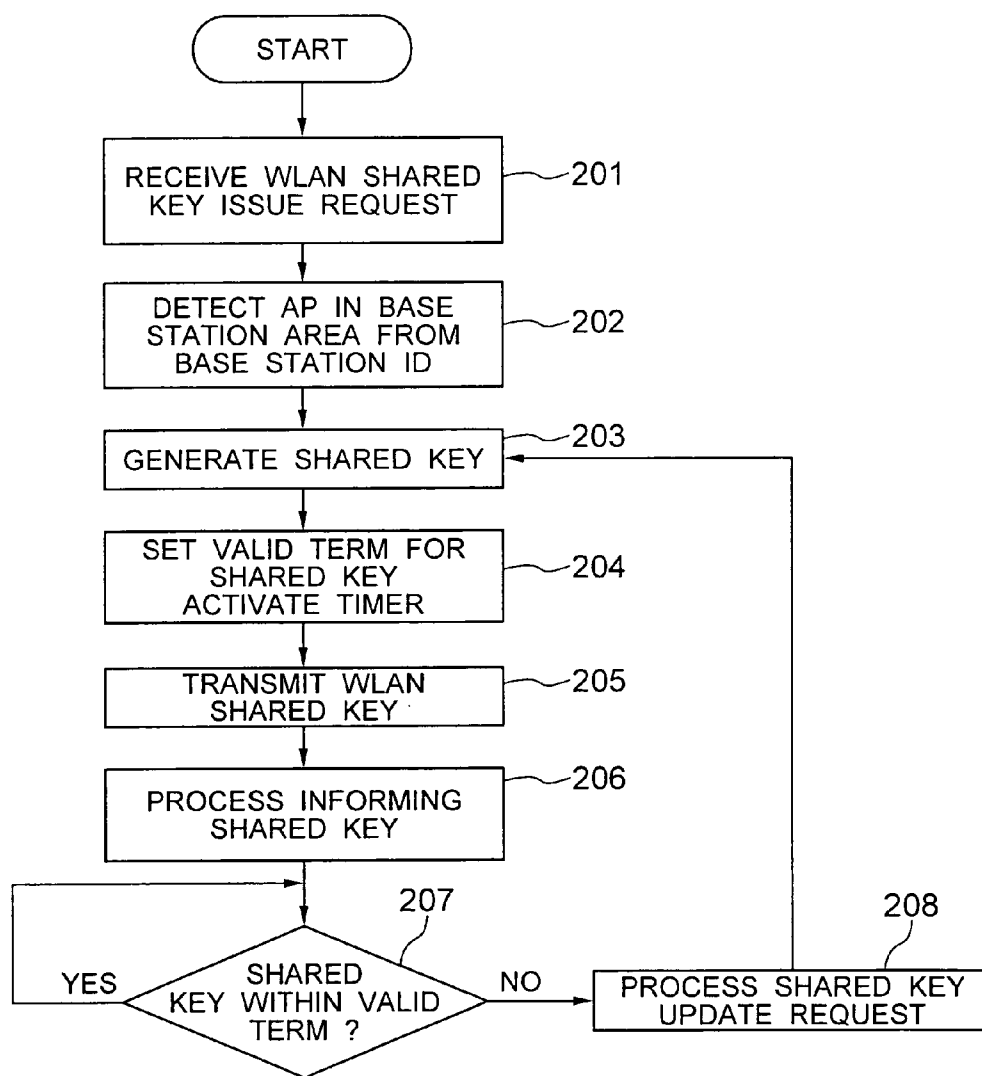 START
RECEIVE WLAN SHARED
KEY ISSUE REQUEST
201
DETECT AP IN BASE
STATION AREA FROM
BASE STATION ID
202
GENERATE SHARED KEY
203
SET VALID TERM FOR
SHARED KEY
ACTIVATE TIMER
204
TRANSMIT WLAN
SHARED KEY
205
PROCESS INFORMING
SHARED KEY
206
SHARED
KEY WITHIN VALID
TERM ?
207
YES
NO
PROCESS SHARED KEY
UPDATE REQUEST
208